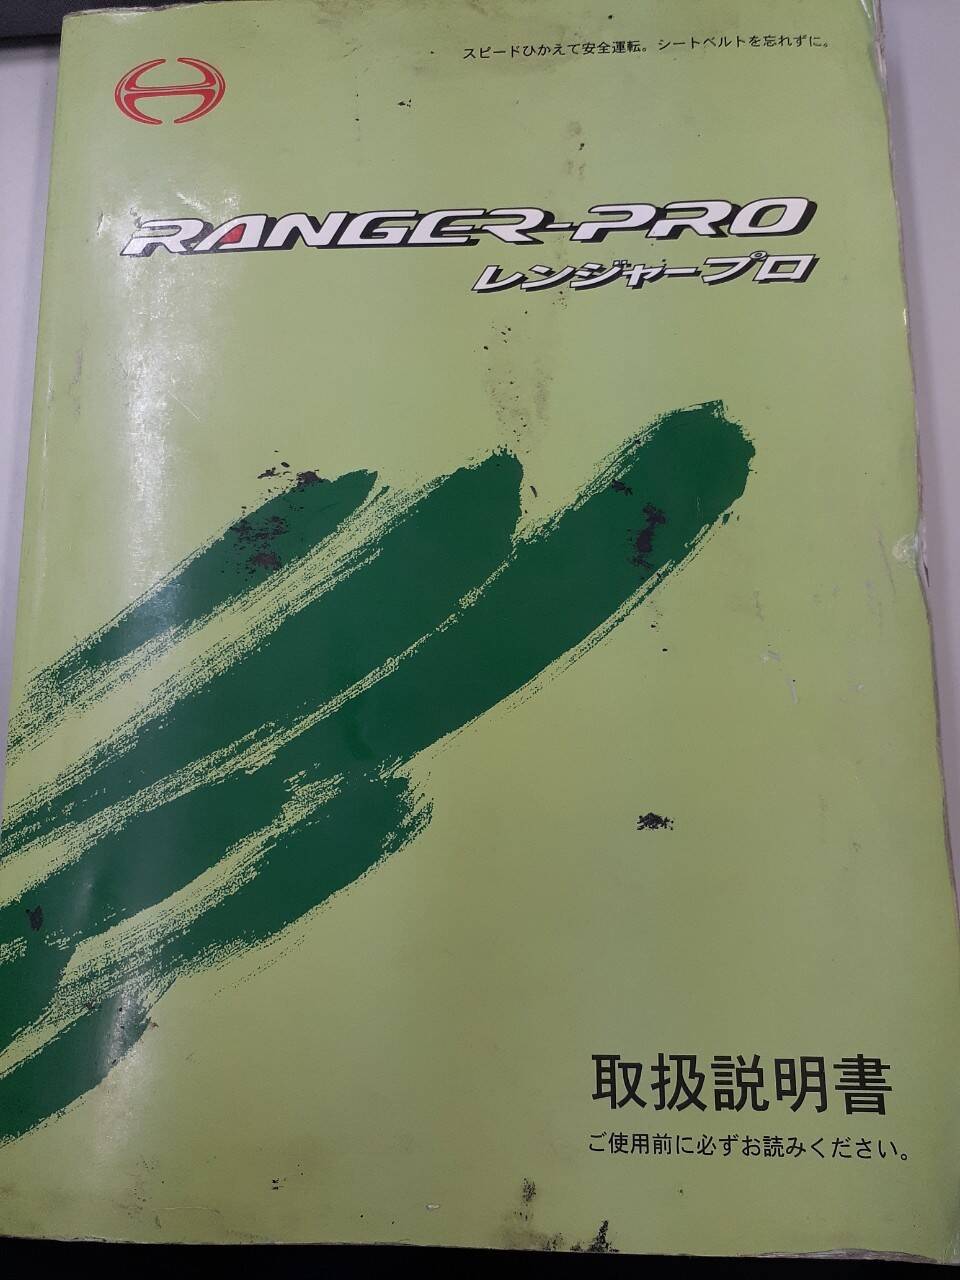 スピードひかえて安全運転。シートベルトを忘れずに。
RANGER-PRO
レンジャープロ
取扱説明書
ご使用前に必ずお読みください。